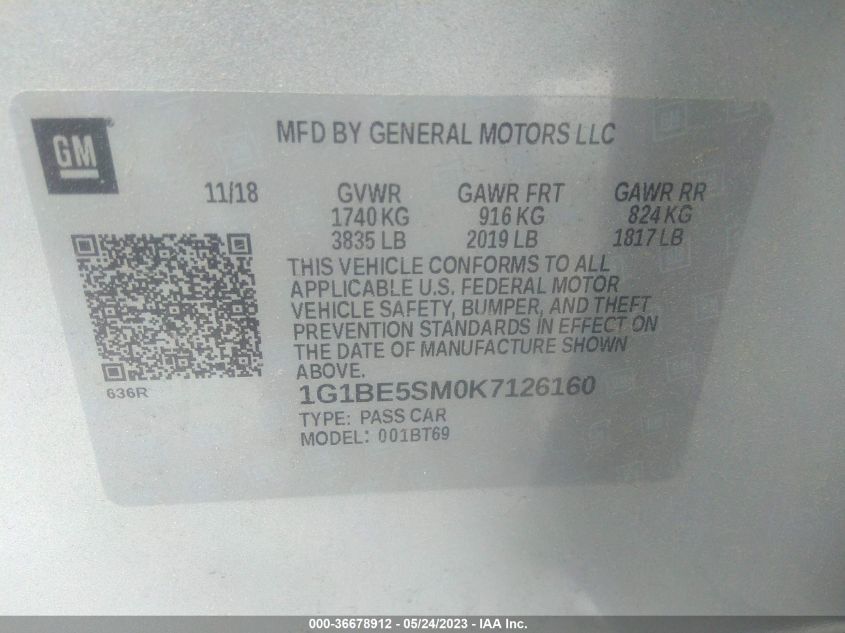 GM
MFD BY GENERAL MOTORS LLC
11/18 GVWR GAWR FRT GAWR RR
1740 KG 916 KG 824 KG
3835 LB 2019 LB 1817 LB
THIS VEHICLE CONFORMS TO ALL
APPLICABLE U.S. FEDERAL MOTOR
VEHICLE SAFETY, BUMPER, AND THEFT
PREVENTION STANDARDS IN EFFECT ON
THE DATE OF MANUFACTURE SHOWN
ABOVE.
636R
1G1BE5SM0K7126160
TYPE: PASS CAR
MODEL: 001BT69
000-36678912 - 05/24/2023 - IAA Inc.